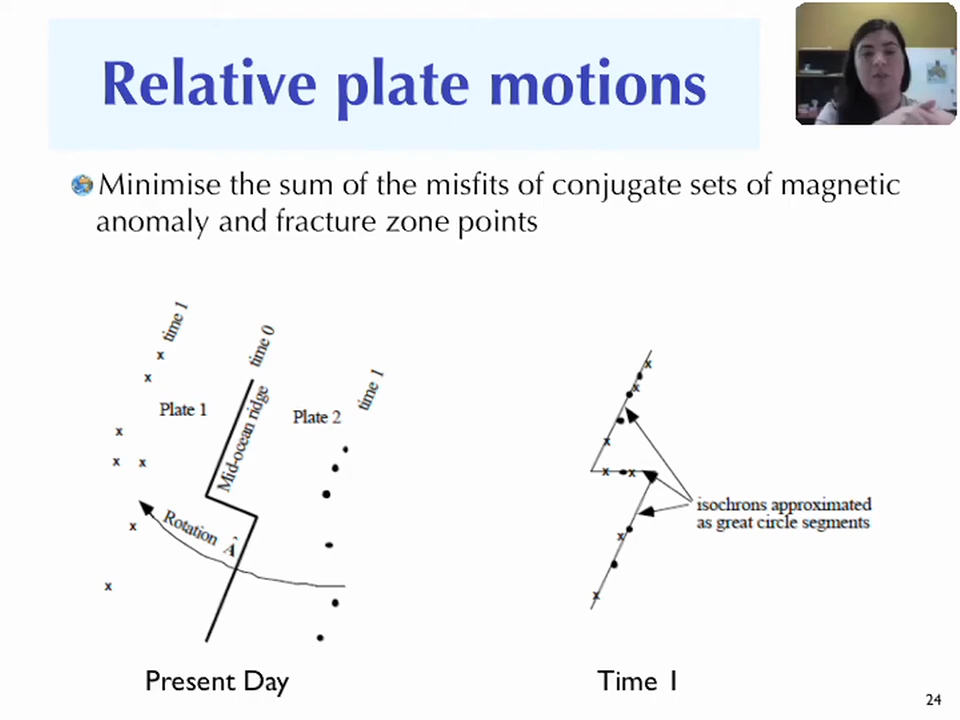 Relative plate motions
Minimise the sum of the misfits of conjugate sets of magnetic
anomaly and fracture zone points
time 1
time 0
time 1
Plate 1
Mid-ocean ridge
Plate 2
Rotation Â
isochrons approximated
as great circle segments
Present Day
Time 1
24